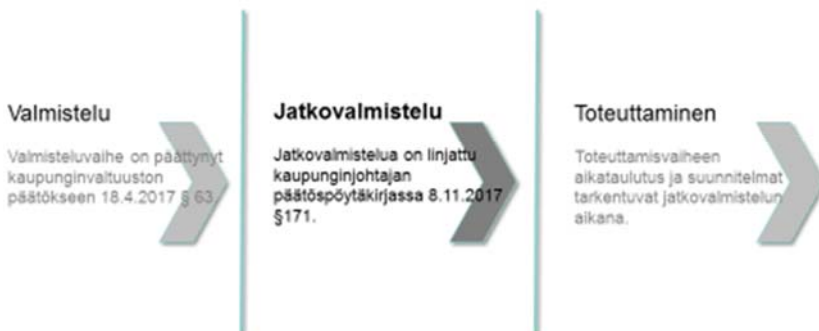 Valmistelu
Valmisteluvaihe on päättynyt
kaupunginvaltuuston
päätökseen 18.4.2017 § 63.
Jatkovalmistelu
Jatkovalmistelua on linjattu
kaupunginjohtajan
päätöspöytäkirjassa 8.11.2017
§171.
Toteuttaminen
Toteuttamisvaiheen
aikataulutus ja suunnitelmat
tarkentuvat jatkovalmistelun
aikana.